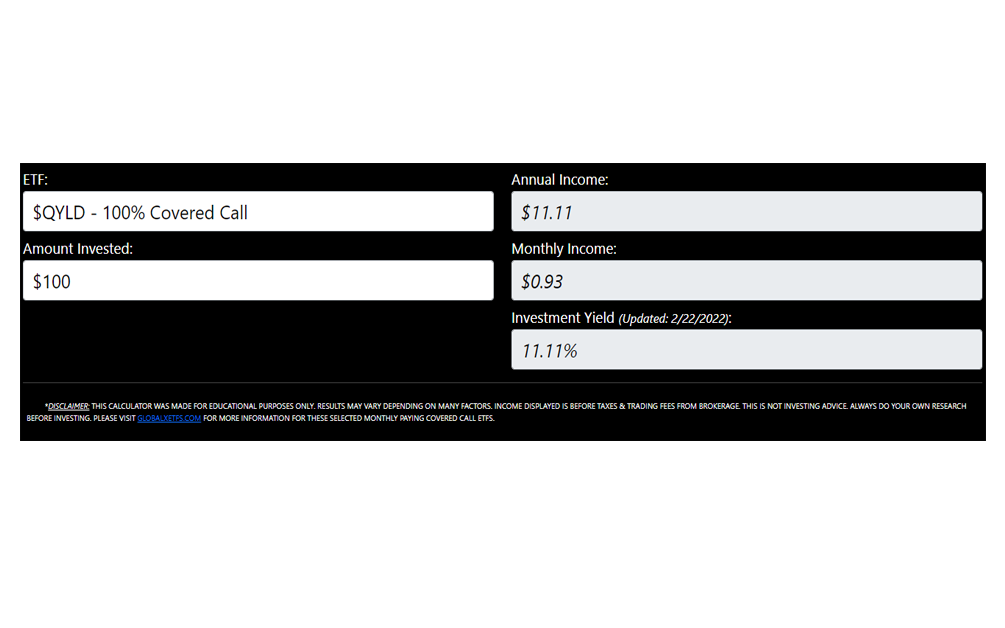 ETF:
$QYLD - 100% Covered Call
Amount Invested:
$100
Annual Income:
$11.11
Monthly Income:
$0.93
Investment Yield (Updated: 2/22/2022):
11.11%
*DISCLAIMER: THIS CALCULATOR WAS MADE FOR EDUCATIONAL PURPOSES ONLY. RESULTS MAY VARY DEPENDING ON MANY FACTORS. INCOME DISPLAYED IS BEFORE TAXES & TRADING FEES FROM BROKERAGE. THIS IS NOT INVESTING ADVICE. ALWAYS DO YOUR OWN RESEARCH
BEFORE INVESTING. PLEASE VISIT GLOBALXETFS.COM FOR MORE INFORMATION FOR THESE SELECTED MONTHLY PAYING COVERED CALL ETFS.